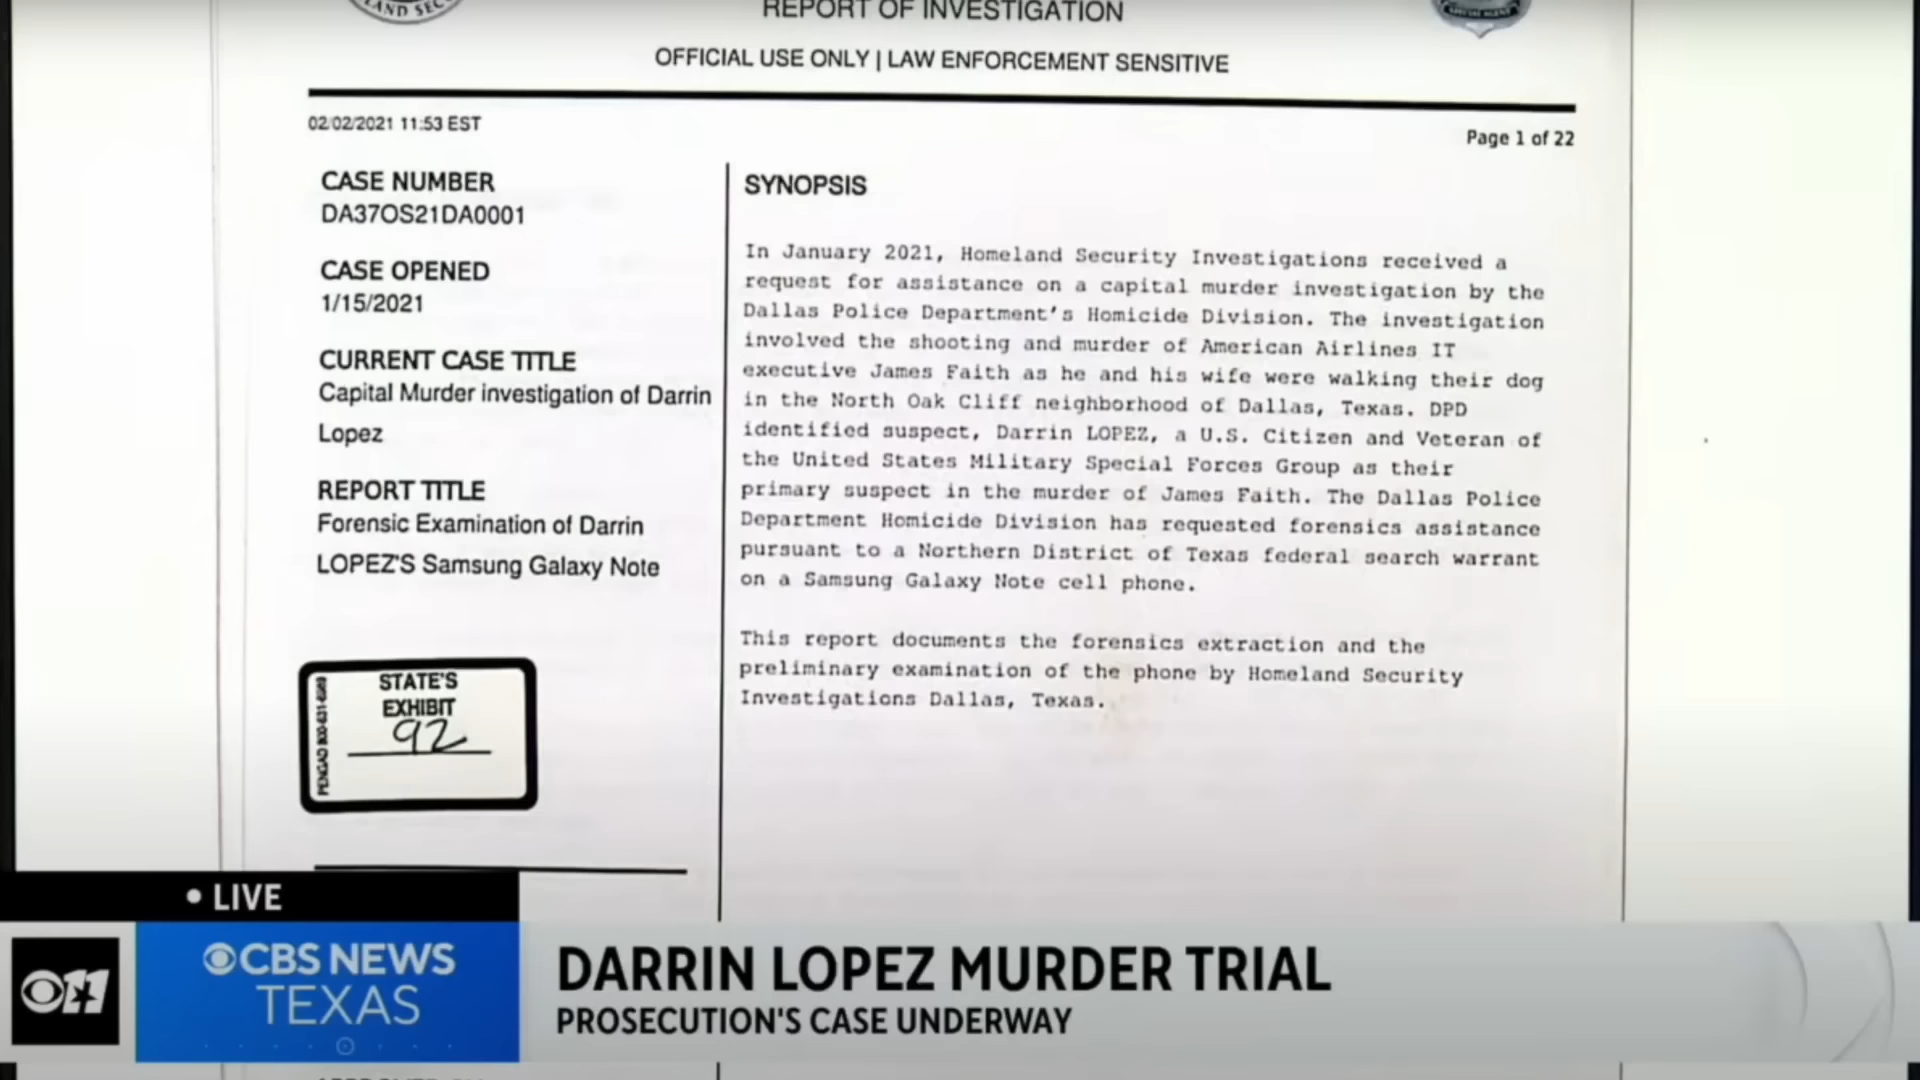 LAND SEC
REPORT OF INVESTIGATION
OFFICIAL USE ONLY | LAW ENFORCEMENT SENSITIVE
02/02/2021 11:53 EST
Page 1 of 22
CASE NUMBER
DA37OS21DA0001
CASE OPENED
1/15/2021
CURRENT CASE TITLE
Capital Murder investigation of Darrin
Lopez
REPORT TITLE
Forensic Examination of Darrin
LOPEZ'S Samsung Galaxy Note
SYNOPSIS
In January 2021, Homeland Security Investigations received a
request for assistance on a capital murder investigation by the
Dallas Police Department's Homicide Division. The investigation
involved the shooting and murder of American Airlines IT
executive James Faith as he and his wife were walking their dog
in the North Oak Cliff neighborhood of Dallas, Texas. DPD
identified suspect, Darrin LOPEZ, a U.S. Citizen and Veteran of
the United States Military Special Forces Group as their
primary suspect in the murder of James Faith. The Dallas Police
Department Homicide Division has requested forensics assistance
pursuant to a Northern District of Texas federal search warrant
on a Samsung Galaxy Note cell phone.
This report documents the forensics extraction and the
preliminary examination of the phone by Homeland Security
Investigations Dallas, Texas.
STATE'S
EXHIBIT
92
PENGAD 800-631-6989
LIVE
11
CBS NEWS
TEXAS
DARRIN LOPEZ MURDER TRIAL
PROSECUTION'S CASE UNDERWAY